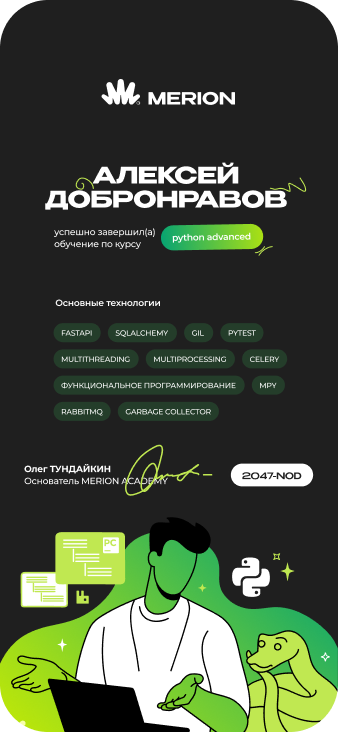 MERION
АЛЕКСЕЙ
ДОБРОНРАВОВ
успешно завершил(а)
обучение по курсу
python advanced
Основные технологии
FASTAPI SQLALCHEMY GIL PYTEST
MULTITHREADING MULTIPROCESSING CELERY
ФУНКЦИОНАЛЬНОЕ ПРОГРАММИРОВАНИЕ MPY
RABBITMQ GARBAGE COLLECTOR
Олег ТУНДАЙКИН
Основатель MERION ACADEMY
2047-NOD
PC